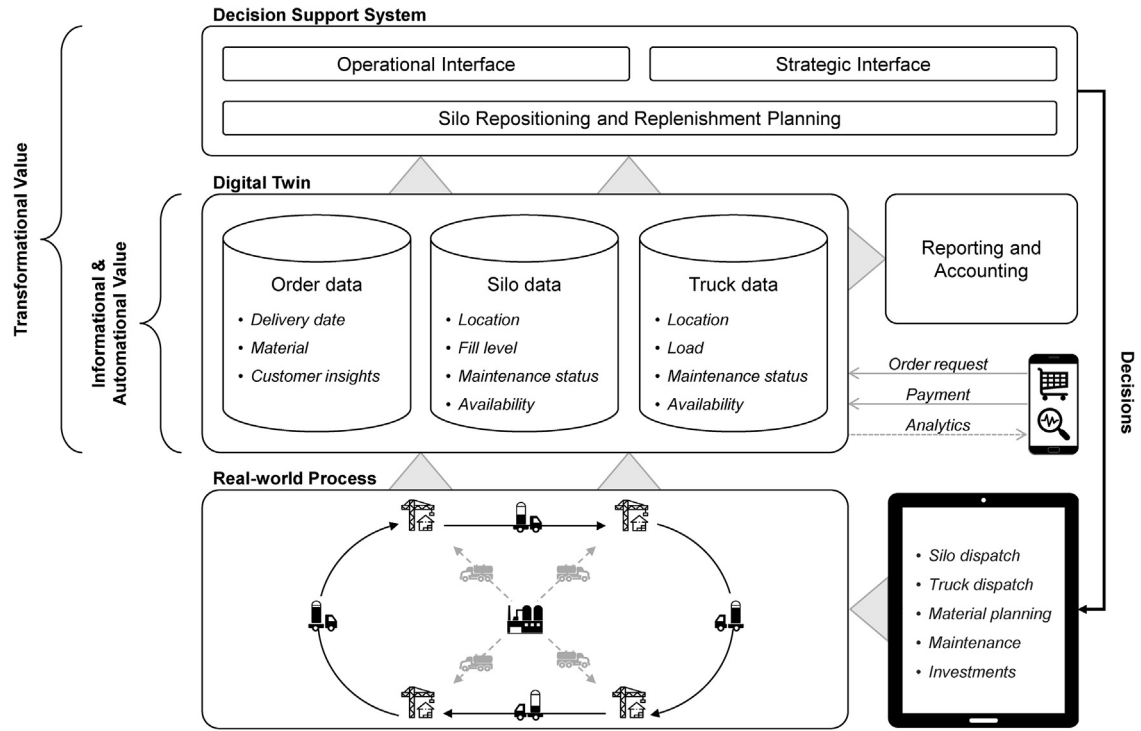 Decision Support System
Operational Interface
Strategic Interface
Silo Repositioning and Replenishment Planning
Transformational Value
Informational &
Automational Value
Digital Twin
Order data
• Delivery date
• Material
• Customer insights
Silo data
• Location
• Fill level
• Maintenance status
• Availability
Truck data
• Location
• Load
• Maintenance status
• Availability
Reporting and
Accounting
Order request
Payment
Analytics
Decisions
Real-world Process
• Silo dispatch
• Truck dispatch
• Material planning
• Maintenance
• Investments